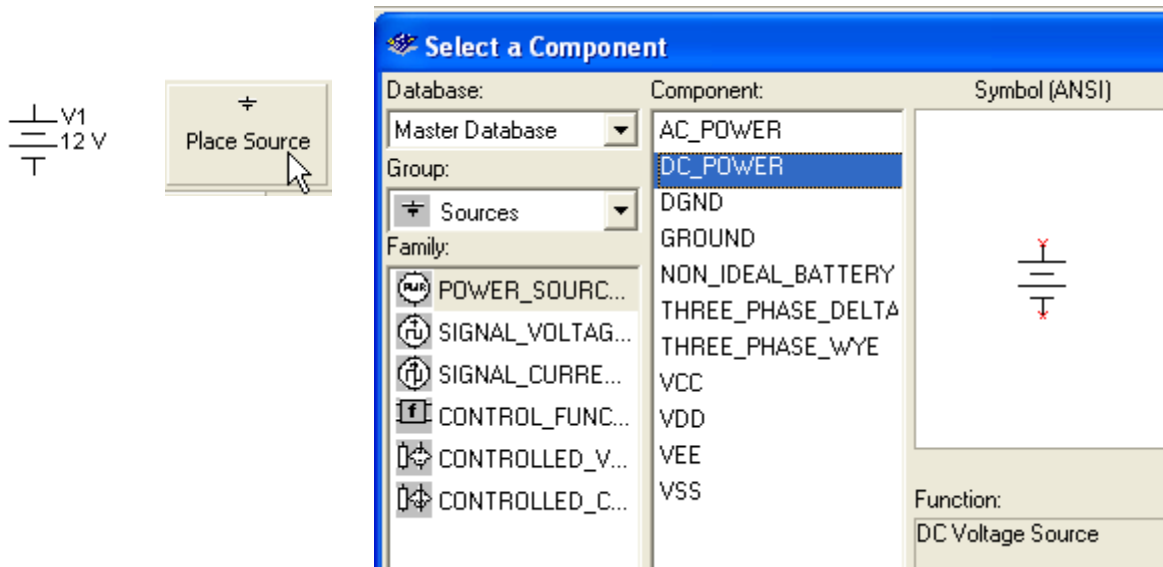 V1
12 V
Place Source
Select a Component
Database:
Master Database
Group:
Sources
Family:
POWER_SOURC...
SIGNAL_VOLTAG...
SIGNAL_CURRE...
CONTROL_FUNC...
CONTROLLED_V...
CONTROLLED_C...
Component:
AC_POWER
DC_POWER
DGND
GROUND
NON_IDEAL_BATTERY
THREE_PHASE_DELTA
THREE_PHASE_WYE
VCC
VDD
VEE
VSS
Symbol (ANSI)
Function:
DC Voltage Source